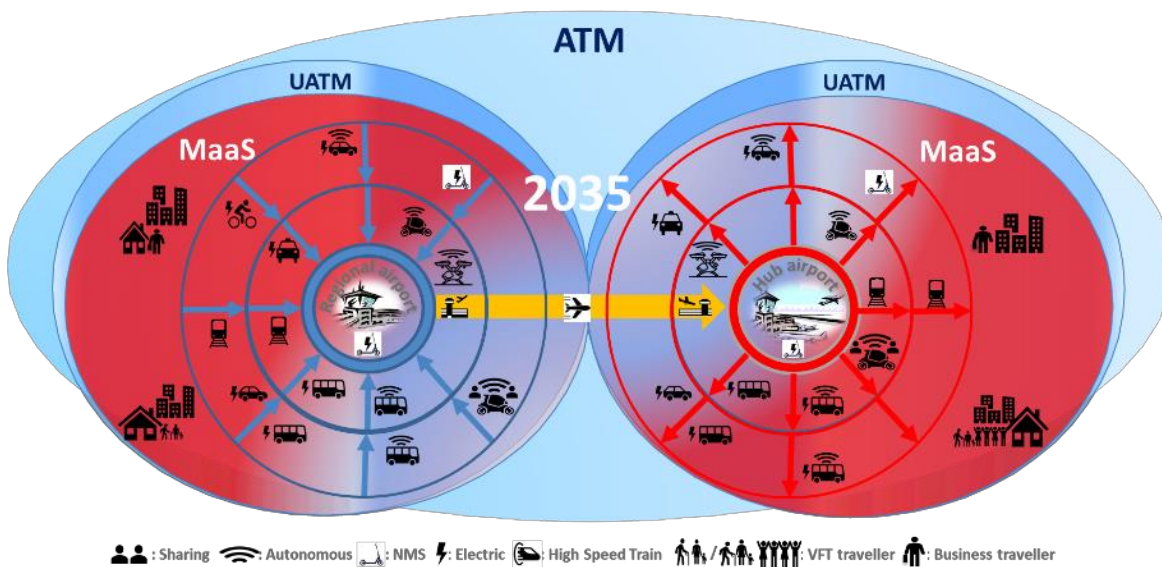 ATM
UATM
UATM
MaaS
MaaS
2035
Regional airport
Hub airport
: Sharing
: Autonomous
: NMS
: Electric
: High Speed Train
/
: VFT traveller
: Business traveller